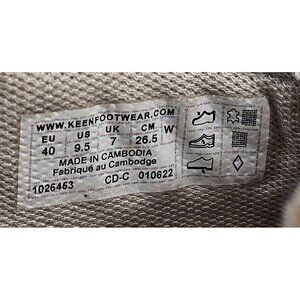 WWW.KEENFOOTWEAR.COM
EU US UK CM W
40 9.5 7 26.5
MADE IN CAMBODIA
Fabriqué au Cambodge
1026453 CD-C 010622